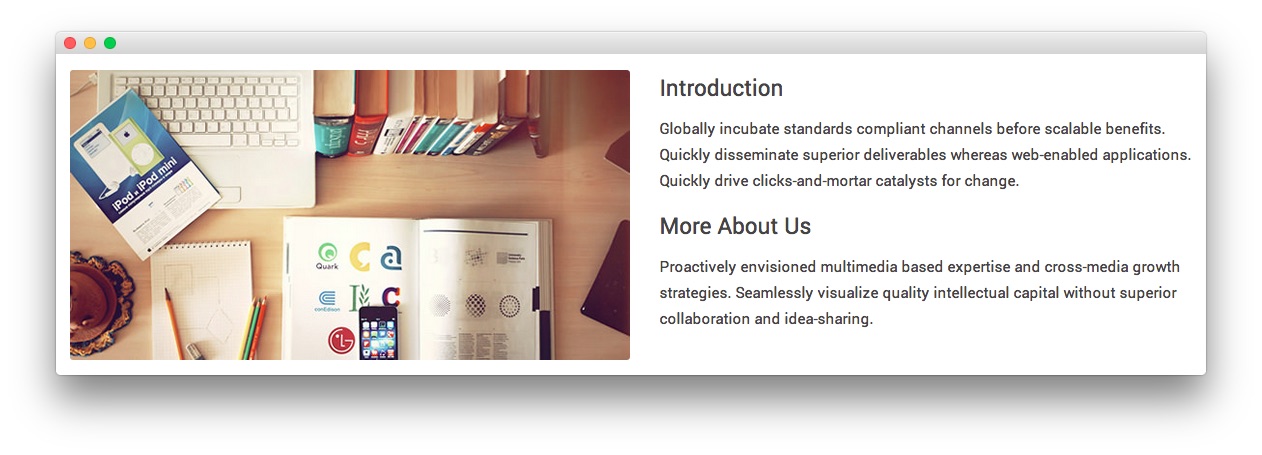 Introduction
Globally incubate standards compliant channels before scalable benefits.
Quickly disseminate superior deliverables whereas web-enabled applications.
Quickly drive clicks-and-mortar catalysts for change.
More About Us
Proactively envisioned multimedia based expertise and cross-media growth
strategies. Seamlessly visualize quality intellectual capital without superior
collaboration and idea-sharing.
iPod + iPod mini
Quark
C
a
conEdison
c
LG